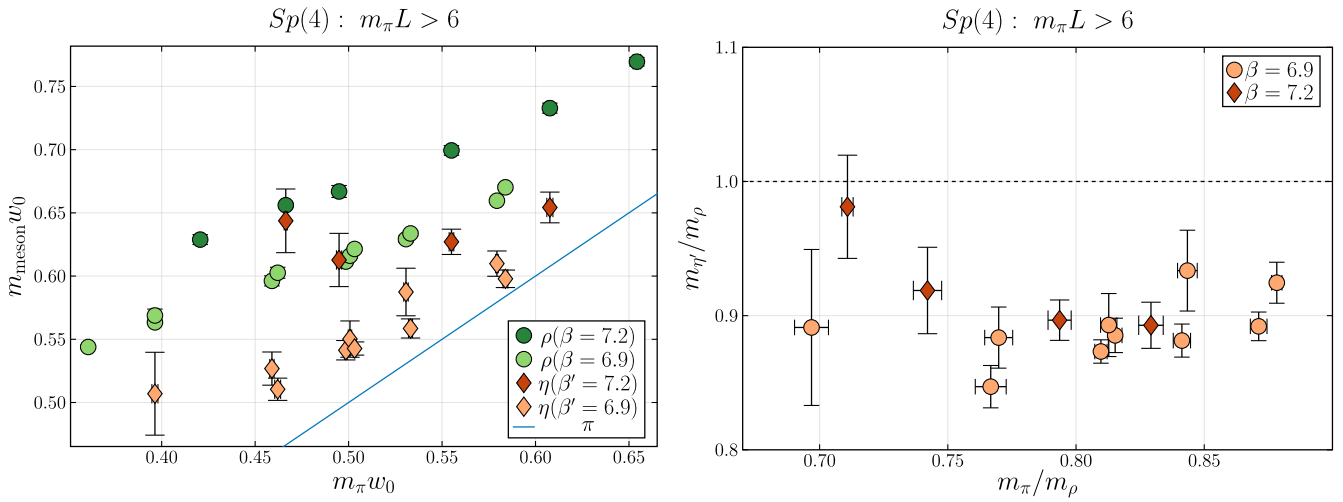 Sp(4) : m_π L > 6
m_meson w_0
0.75
0.70
0.65
0.60
0.55
0.50
0.40
0.45
0.50
0.55
0.60
0.65
m_π w_0
ρ(β = 7.2)
ρ(β = 6.9)
η(β′ = 7.2)
η(β′ = 6.9)
π
Sp(4) : m_π L > 6
m_η′/m_ρ
1.1
1.0
0.9
0.8
0.70
0.75
0.80
0.85
m_π/m_ρ
β = 6.9
β = 7.2